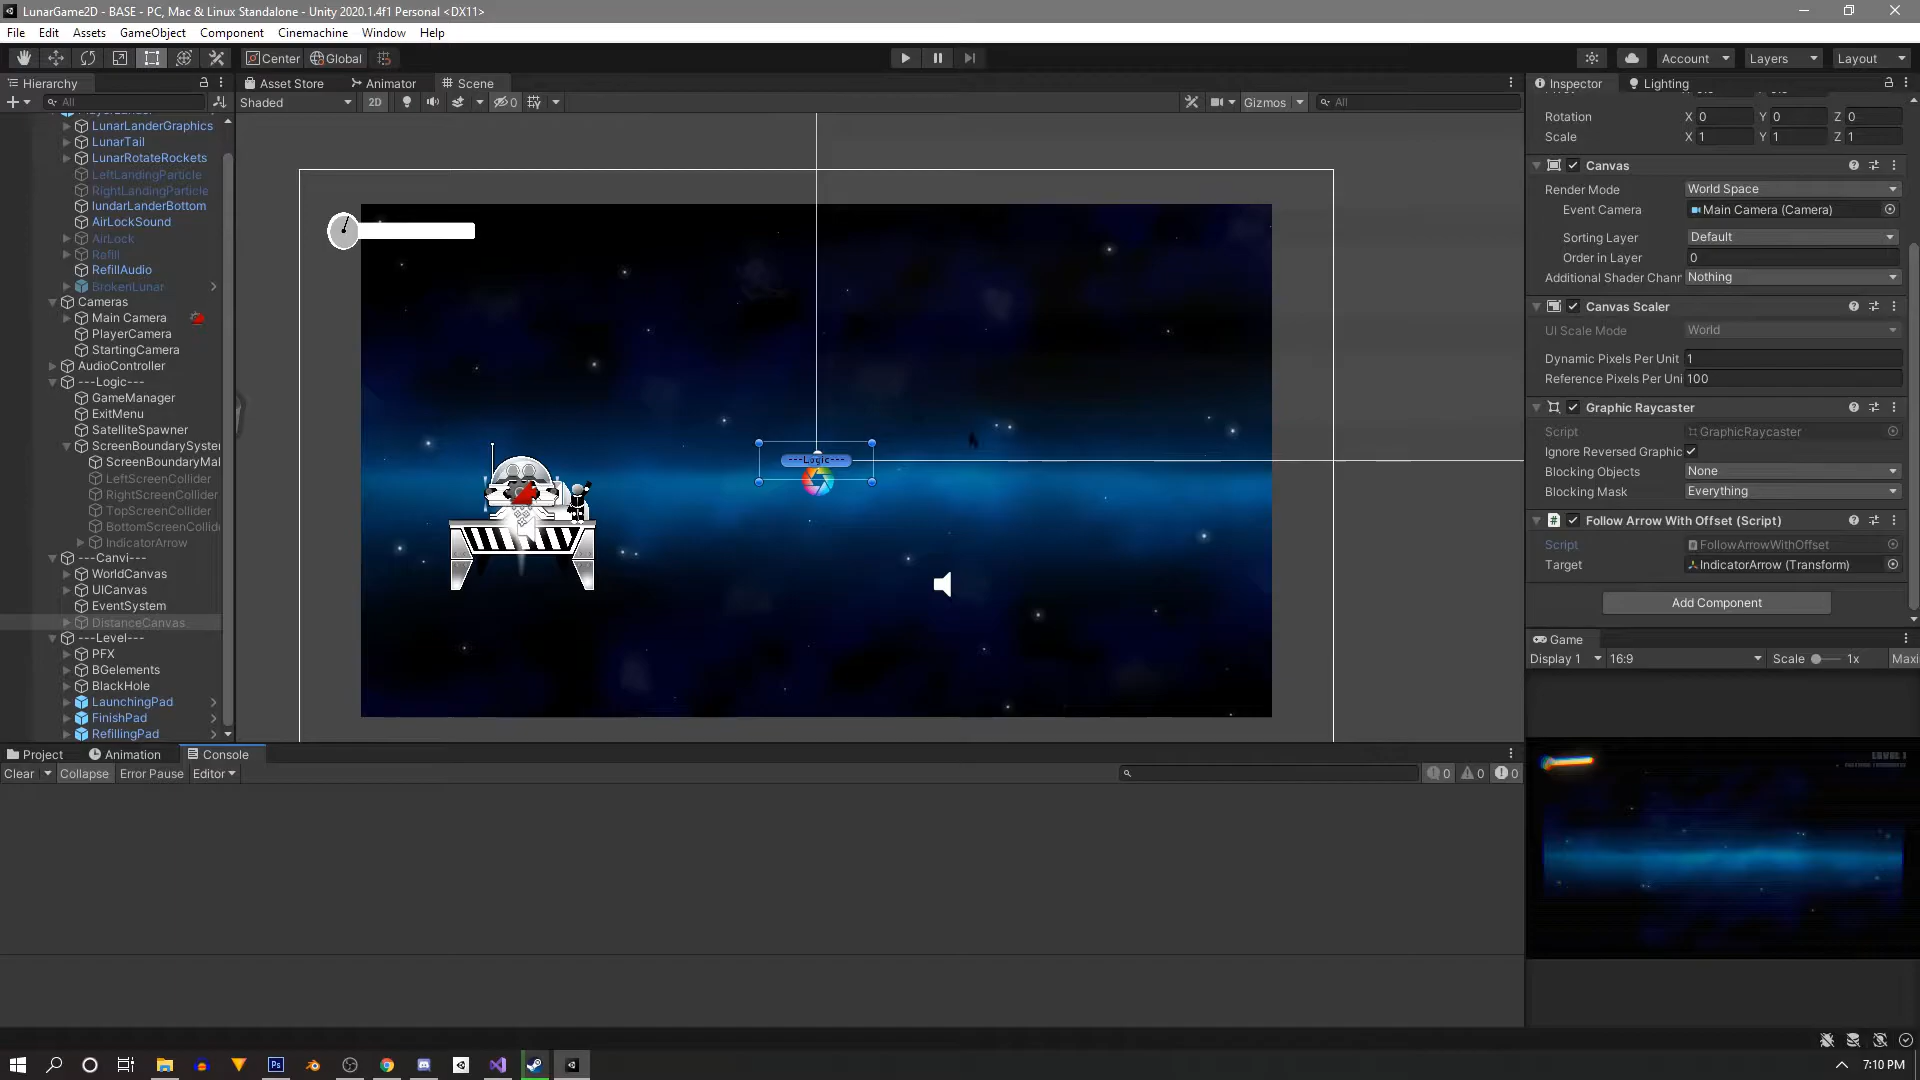 LunarGame2D - BASE - PC, Mac & Linux Standalone - Unity 2020.1.4f1 Personal <DX11>
File Edit Assets GameObject Component Cinemachine Window Help
Center Global Account Layers Layout
Hierarchy
All
LunarLanderGraphics
LunarTail
LunarRotateRockets
LeftLandingParticle
RightLandingParticle
lundarLanderBottom
AirLockSound
AirLock
Refill
RefillAudio
BrokenLunar
Cameras
Main Camera
PlayerCamera
StartingCamera
AudioController
---Logic---
GameManager
ExitMenu
SatelliteSpawner
ScreenBoundarySyster
ScreenBoundaryMal
LeftScreenCollider
RightScreenCollider
TopScreenCollider
BottomScreenCollide
IndicatorArrow
---Canvi---
WorldCanvas
UICanvas
EventSystem
DistanceCanvas
---Level---
PFX
BGelements
BlackHole
LaunchingPad
FinishPad
RefillingPad
Asset Store Animator Scene
Shaded 2D 0 Gizmos All
---Logic---
Inspector Lighting
Rotation X 0 Y 0 Z 0
Scale X 1 Y 1 Z 1
Canvas
Render Mode World Space
Event Camera Main Camera (Camera)
Sorting Layer Default
Order in Layer 0
Additional Shader Chanr Nothing
Canvas Scaler
UI Scale Mode World
Dynamic Pixels Per Unit 1
Reference Pixels Per Uni 100
Graphic Raycaster
Script GraphicRaycaster
Ignore Reversed Graphic
Blocking Objects None
Blocking Mask Everything
Follow Arrow With Offset (Script)
Script FollowArrowWithOffset
Target IndicatorArrow (Transform)
Add Component
Game
Display 1 16:9 Scale 1x Maxi
LEVEL 1
Project Animation Console
Clear Collapse Error Pause Editor 0 0 0
7:10 PM